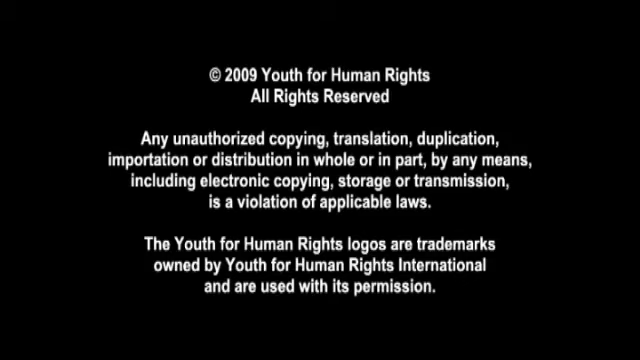 © 2009 Youth for Human Rights
All Rights Reserved
Any unauthorized copying, translation, duplication,
importation or distribution in whole or in part, by any means,
including electronic copying, storage or transmission,
is a violation of applicable laws.
The Youth for Human Rights logos are trademarks
owned by Youth for Human Rights International
and are used with its permission.